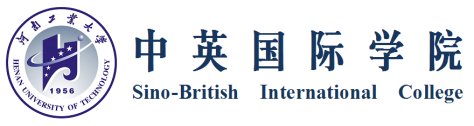 河南工业大学
HENAN UNIVERSITY OF TECHNOLOGY
1956
中英国际学院
Sino-British International College